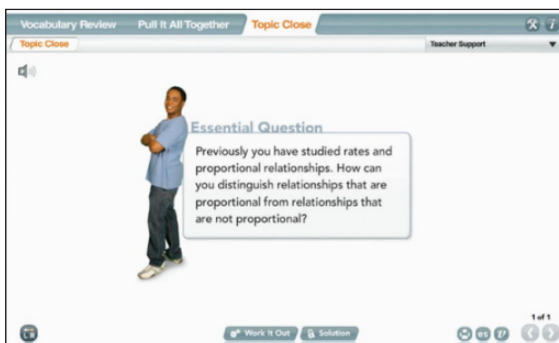 Vocabulary Review Pull It All Together Topic Close
Topic Close Teacher Support
Essential Question
Previously you have studied rates and
proportional relationships. How can
you distinguish relationships that are
proportional from relationships that
are not proportional?
1 of 1
Work It Out Solution
es